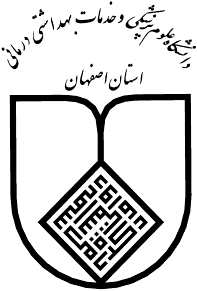 دانشگاه علوم پزشکی و خدمات بهداشتی درمانی
استان اصفهان